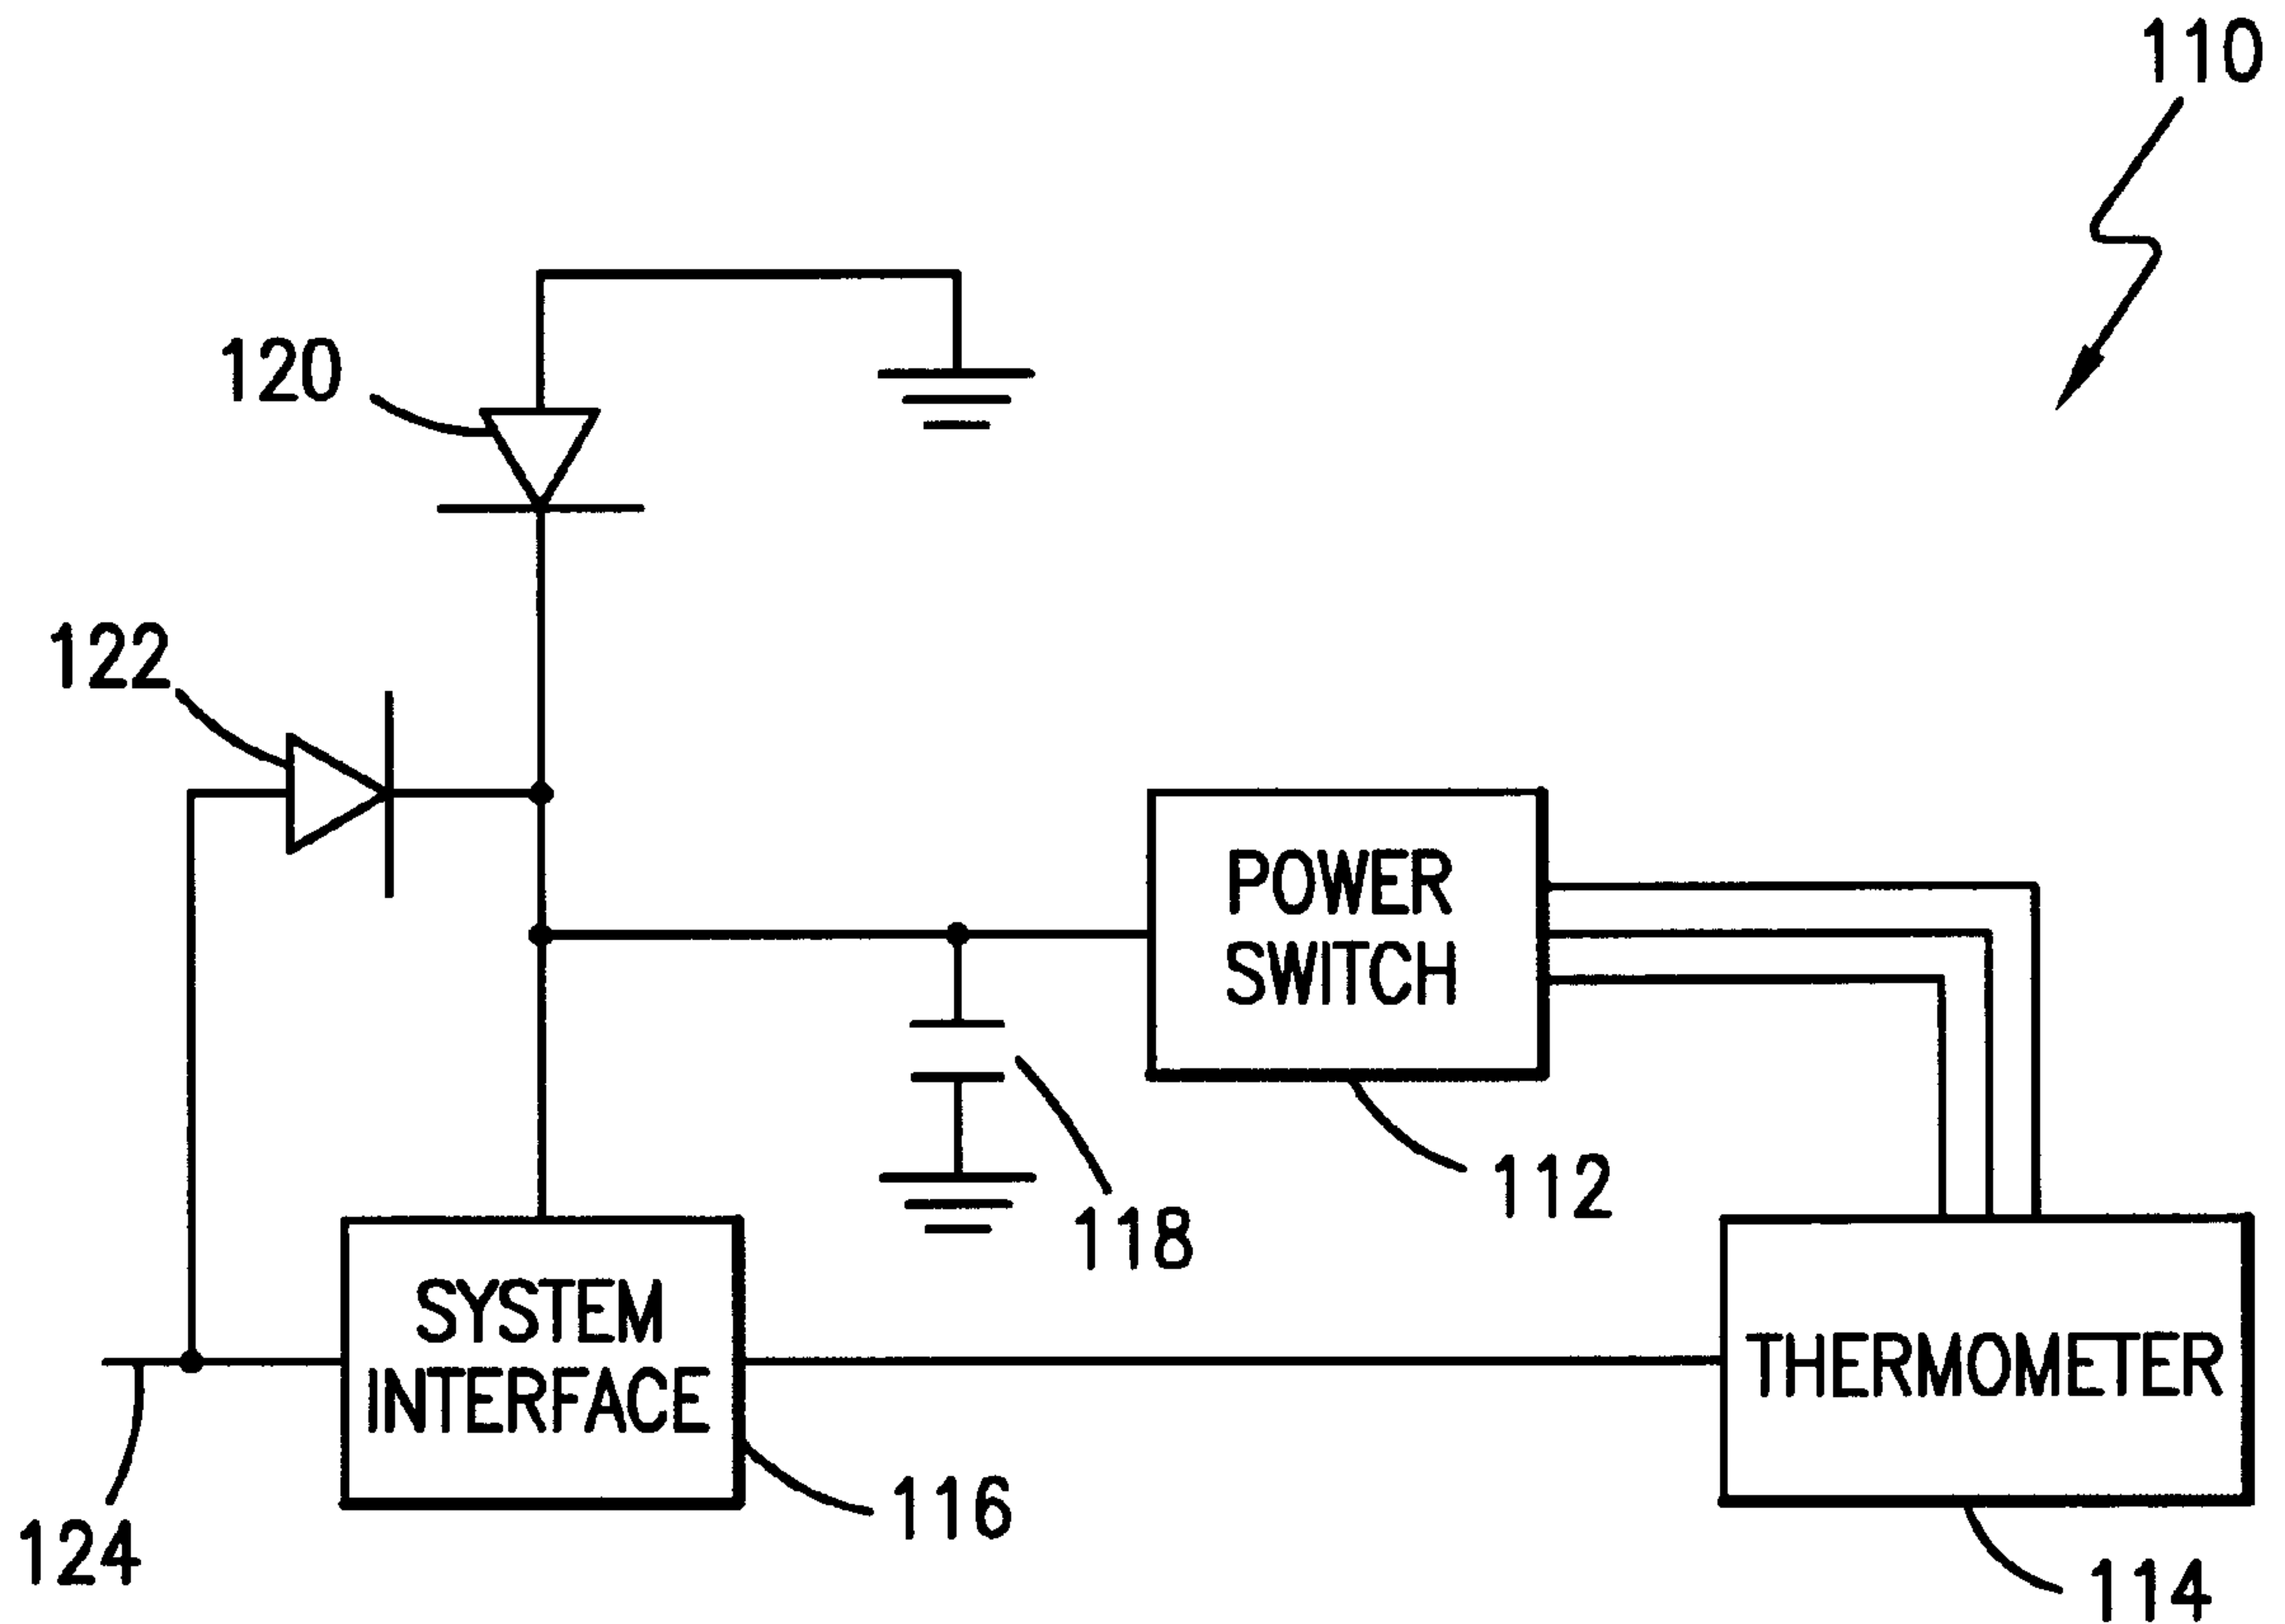 110
120
122
POWER
SWITCH
112
118
SYSTEM
INTERFACE
THERMOMETER
116
124
114